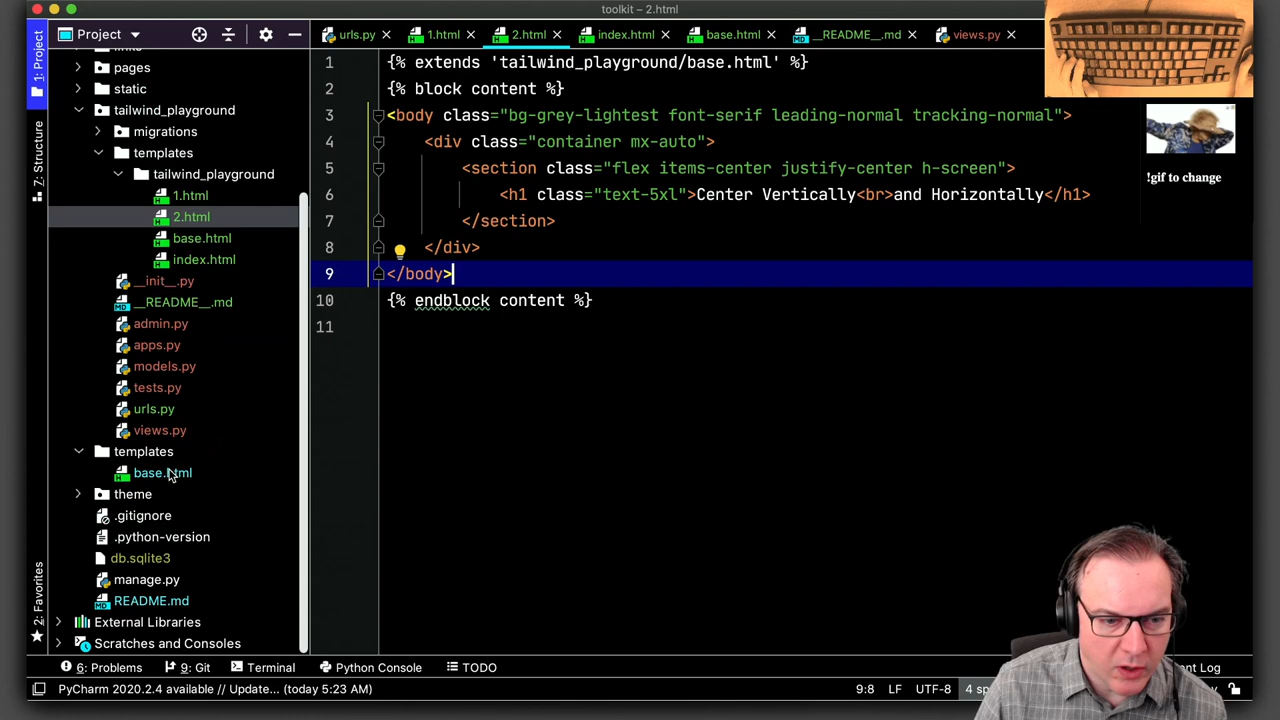 toolkit – 2.html
Project
urls.py
1.html
2.html
index.html
base.html
__README__.md
views.py
1: Project
7: Structure
2: Favorites
pages
static
tailwind_playground
migrations
templates
tailwind_playground
1.html
2.html
base.html
index.html
__init__.py
__README__.md
admin.py
apps.py
models.py
tests.py
urls.py
views.py
templates
base.html
theme
.gitignore
.python-version
db.sqlite3
manage.py
README.md
External Libraries
Scratches and Consoles
1 {% extends 'tailwind_playground/base.html' %}
2 {% block content %}
3 <body class="bg-grey-lightest font-serif leading-normal tracking-normal">
4 <div class="container mx-auto">
5 <section class="flex items-center justify-center h-screen">
6 <h1 class="text-5xl">Center Vertically<br>and Horizontally</h1>
7 </section>
8 </div>
9 </body>
10 {% endblock content %}
11
!gif to change
6: Problems
9: Git
Terminal
Python Console
TODO
nt Log
PyCharm 2020.2.4 available // Update... (today 5:23 AM)
9:8
LF
UTF-8
4 sp